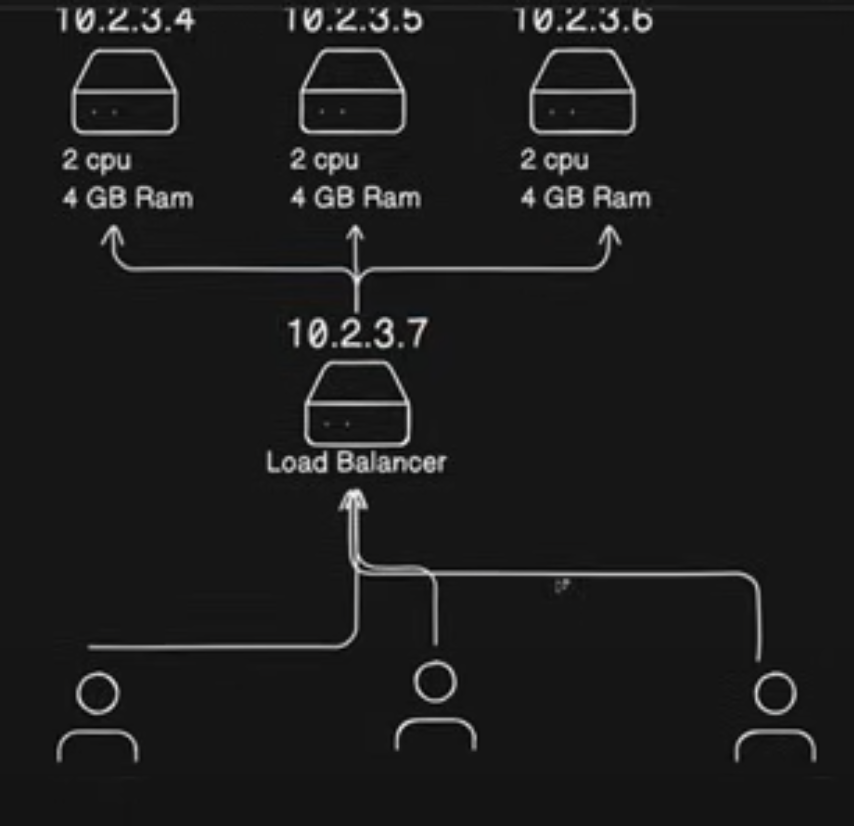 10.2.3.4
10.2.3.5
10.2.3.6
2 cpu
4 GB Ram
2 cpu
4 GB Ram
2 cpu
4 GB Ram
10.2.3.7
Load Balancer